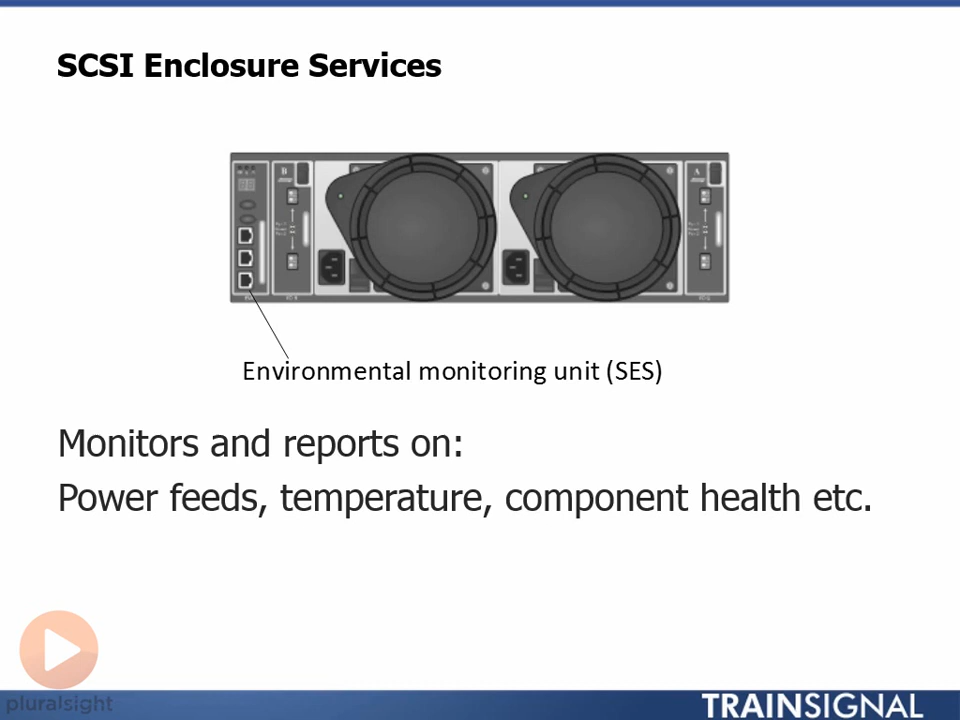 SCSI Enclosure Services
B
A
Environmental monitoring unit (SES)
Monitors and reports on:
Power feeds, temperature, component health etc.
pluralsight
TRAINSIGNAL